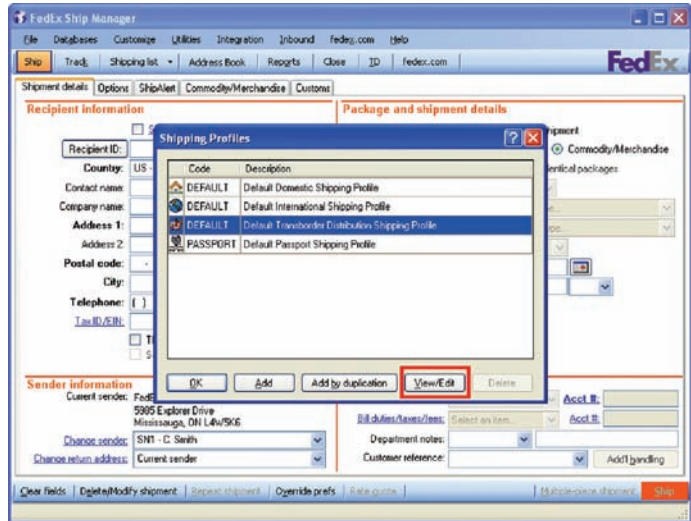 FedEx Ship Manager
File Databases Customize Utilities Integration Inbound fedex.com Help
Ship Track Shipping list Address Book Reports Close ID fedex.com
FedEx
Shipment details Options ShipAlert Commodity/Merchandise Customs
Recipient information
Package and shipment details
Recipient ID:
Commodity/Merchandise
Country: US -
identical packages
Contact name:
Company name:
Address 1:
Address 2
Postal code: -
City:
Telephone: ( )
Tax ID/EIN:
Shipping Profiles
Code Description
DEFAULT Default Domestic Shipping Profile
DEFAULT Default International Shipping Profile
DEFAULT Default Transborder Distribution Shipping Profile
PASSPORT Default Passport Shipping Profile
OK Add Add by duplication View/Edit Delete
Sender information
Current sender:
5985 Explorer Drive
Mississauga, ON L4W5K6
Change sender: SN1 - C. Smith
Change return address: Current sender
Acct #:
Bill duties/taxes/fees: Select an item... Acct #:
Department notes:
Customer reference: Add'l handling
Clear fields Delete/Modify shipment Repeat shipment Override prefs Rate quote Multiple-piece shipment Ship